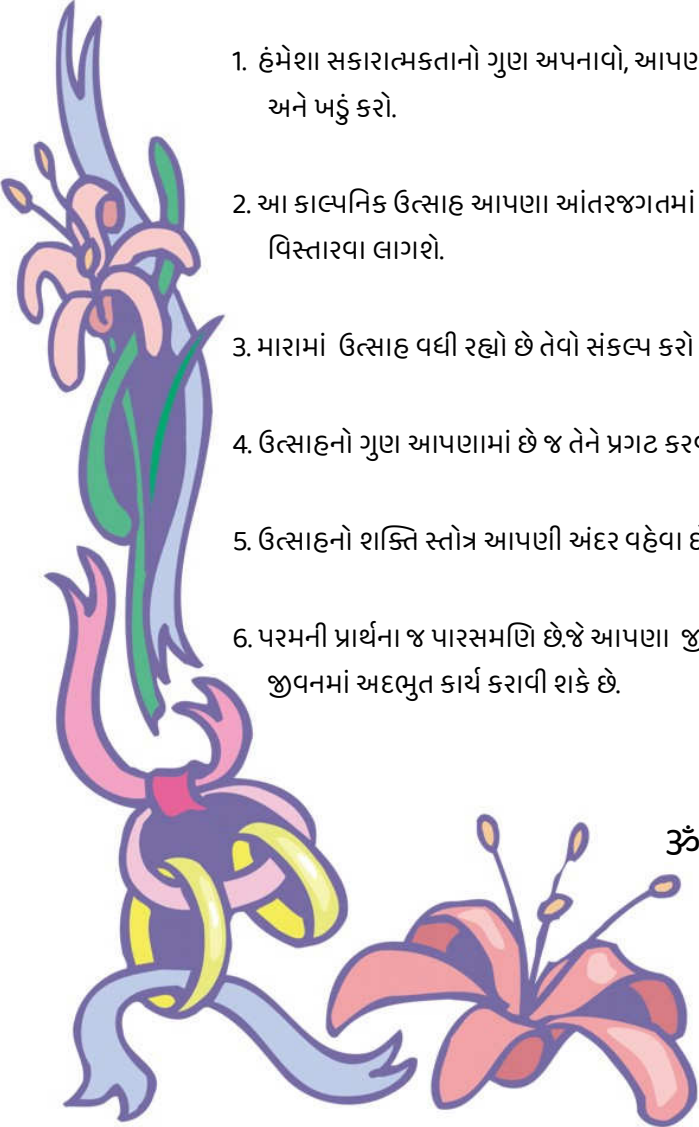 1. હંમેશા સકારાત્મકતાનો ગુણ અપનાવો, આપણ
અને ખડું કરો.
2. આ કાલ્પનિક ઉત્સાહ આપણા આંતરજગતમાં
વિસ્તારવા લાગશે.
3. મારામાં ઉત્સાહ વધી રહ્યો છે તેવો સંકલ્પ કરો
4. ઉત્સાહનો ગુણ આપણામાં છે જ તેને પ્રગટ
5. ઉત્સાહનો શક્તિ સ્તોત્ર આપણી અંદર વહેવા
6. પરમની પ્રાર્થના જ પારસમણિ છે.જે આપણા
જીવનમાં અદભુત કાર્ય કરાવી શકે છે.
ૐ